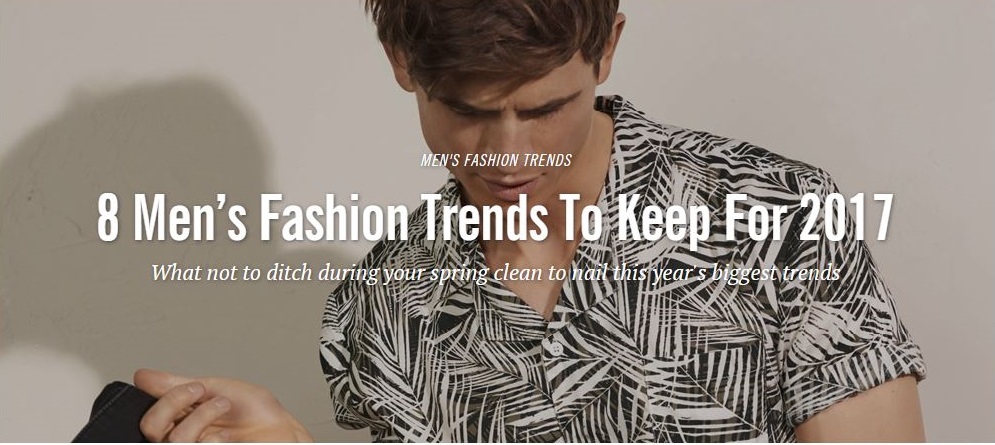 MEN'S FASHION TRENDS
8 Men's Fashion Trends To Keep For 2017
What not to ditch during your spring clean to nail this year's biggest trends